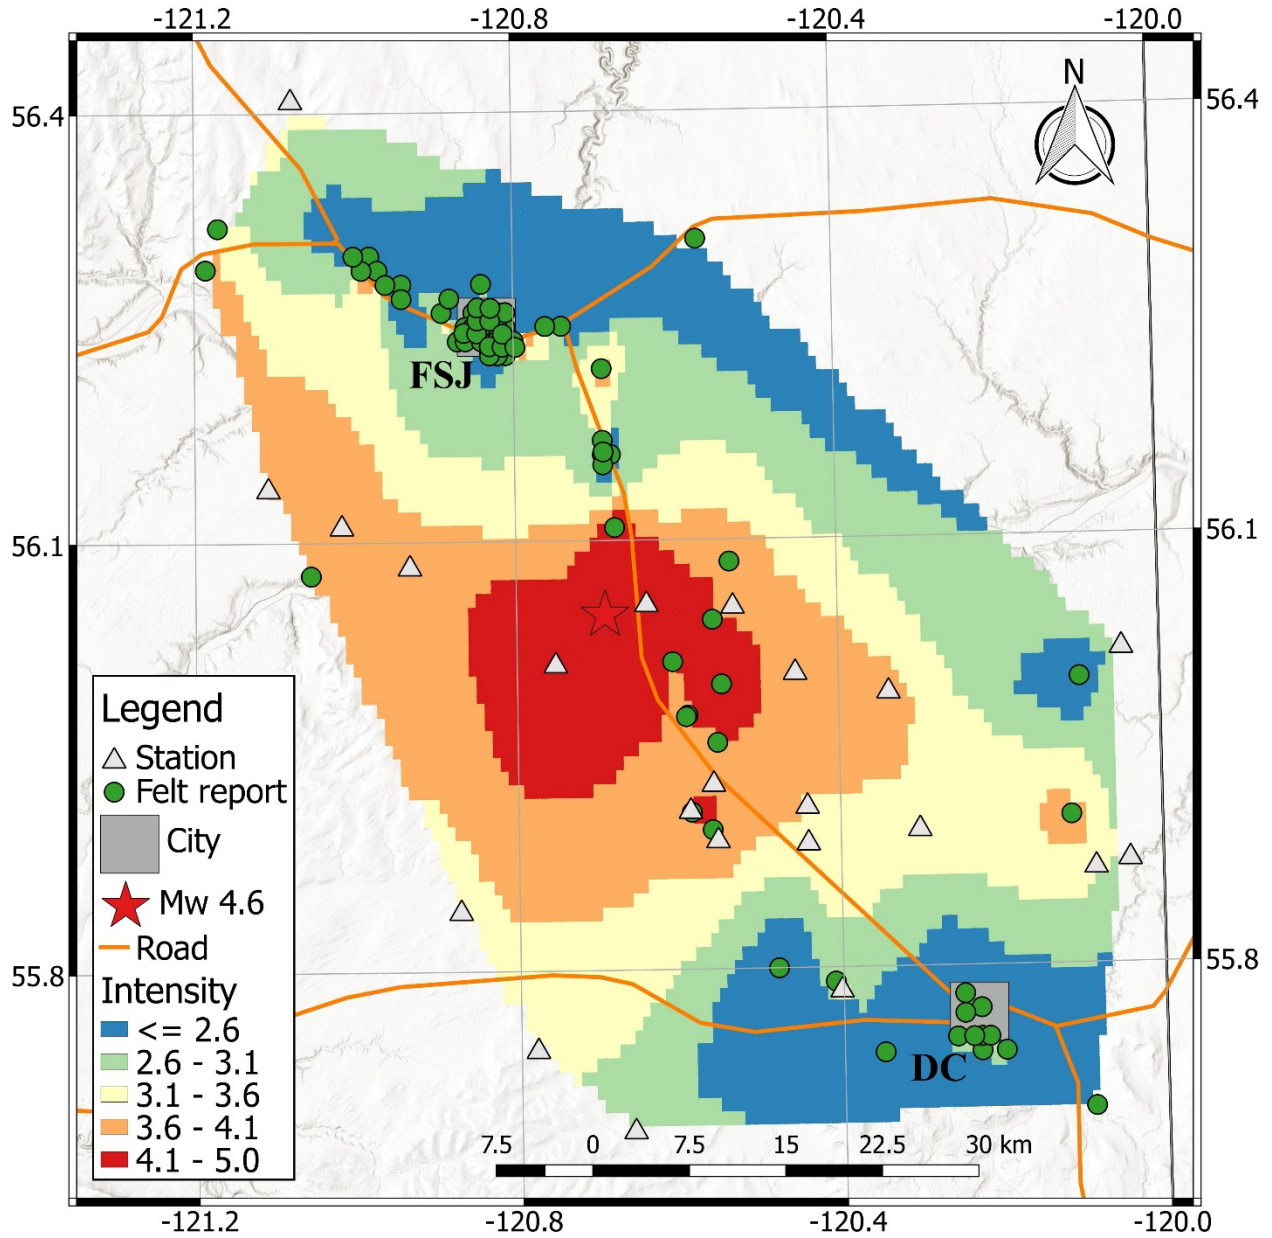 -121.2 -120.8 -120.4 -120.0
N
56.4 56.4
FSJ
56.1 56.1
Legend
Station
Felt report
City
Mw 4.6
Road
55.8 55.8
Intensity
<= 2.6
2.6 - 3.1
3.1 - 3.6
3.6 - 4.1
4.1 - 5.0
DC
7.5 0 7.5 15 22.5 30 km
-121.2 -120.8 -120.4 -120.0